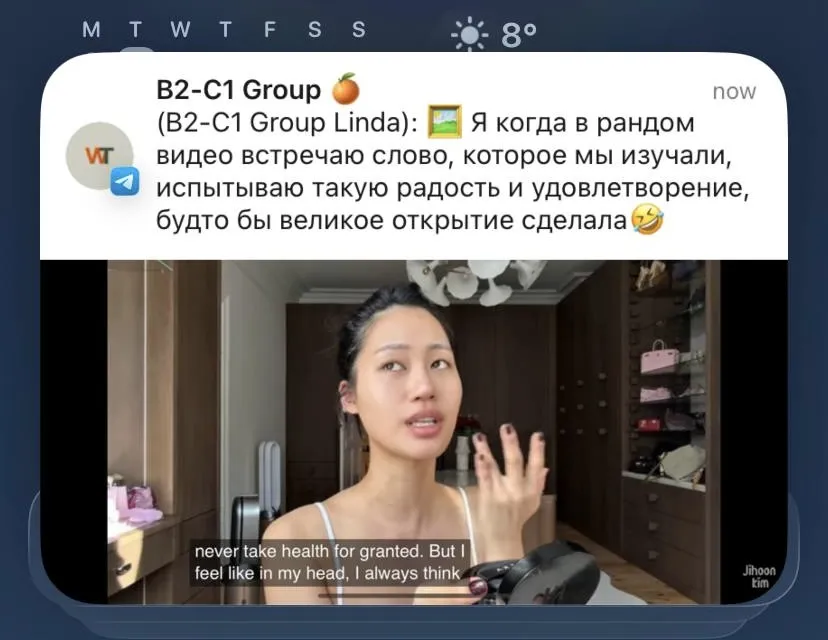 M T W T F S S
8°
B2-C1 Group 🍊
now
(B2-C1 Group Linda): 🖼️ Я когда в рандом
видео встречаю слово, которое мы изучали,
испытываю такую радость и удовлетворение,
будто бы великое открытие сделала🤣
WT
never take health for granted. But I
feel like in my head, I always think
Jihoon
kim